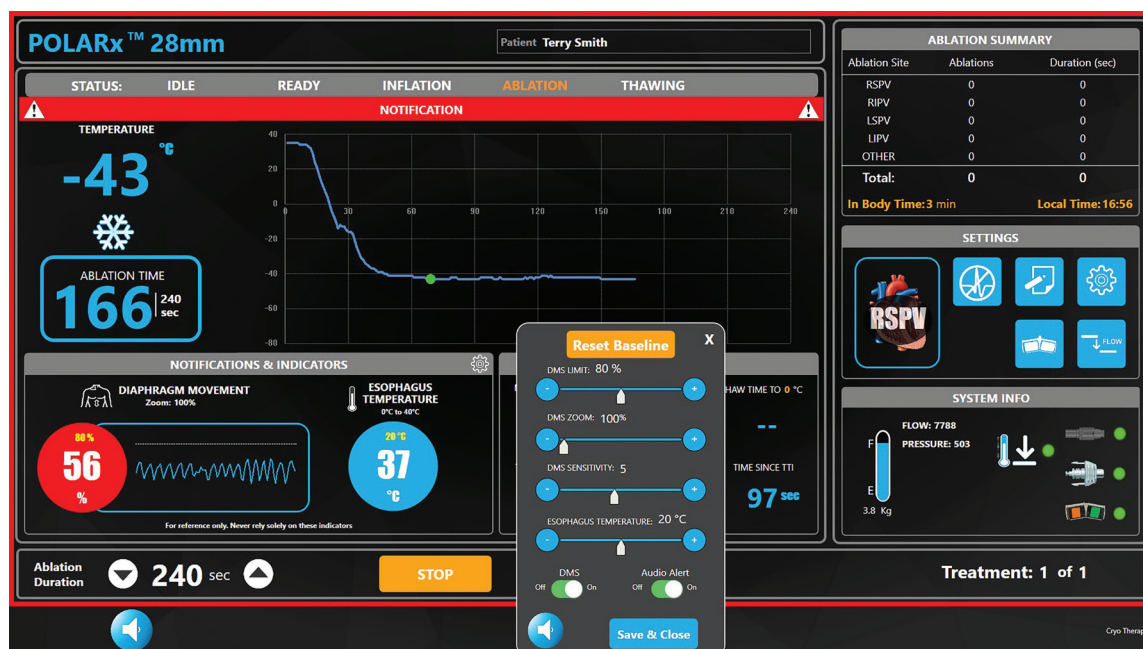 POLARx™ 28mm
Patient Terry Smith
STATUS: IDLE READY INFLATION ABLATION THAWING
NOTIFICATION
TEMPERATURE
-43 °C
ABLATION TIME
166 240 sec
40
20
0
-20
-40
-60
-80
0 30 60 90 120 150 180 210 240
NOTIFICATIONS & INDICATORS
DIAPHRAGM MOVEMENT
Zoom: 100%
80 %
56
%
ESOPHAGUS
TEMPERATURE
0°C to 40°C
20 °C
37
°C
For reference only. Never rely solely on these indicators
Reset Baseline X
DMS LIMIT: 80 %
- +
DMS ZOOM: 100%
- +
DMS SENSITIVITY: 5
- +
ESOPHAGUS TEMPERATURE: 20 °C
- +
DMS Audio Alert
Off On Off On
Save & Close
HAW TIME TO 0 °C
--
TIME SINCE TTI
97 sec
Ablation
Duration
240 sec
STOP
Treatment: 1 of 1
ABLATION SUMMARY
Ablation Site Ablations Duration (sec)
RSPV 0 0
RIPV 0 0
LSPV 0 0
LIPV 0 0
OTHER 0 0
Total: 0 0
In Body Time: 3 min Local Time: 16:56
SETTINGS
RSPV
FLOW
SYSTEM INFO
FLOW: 7788
PRESSURE: 503
F
E
3.8 Kg
Cryo Therap